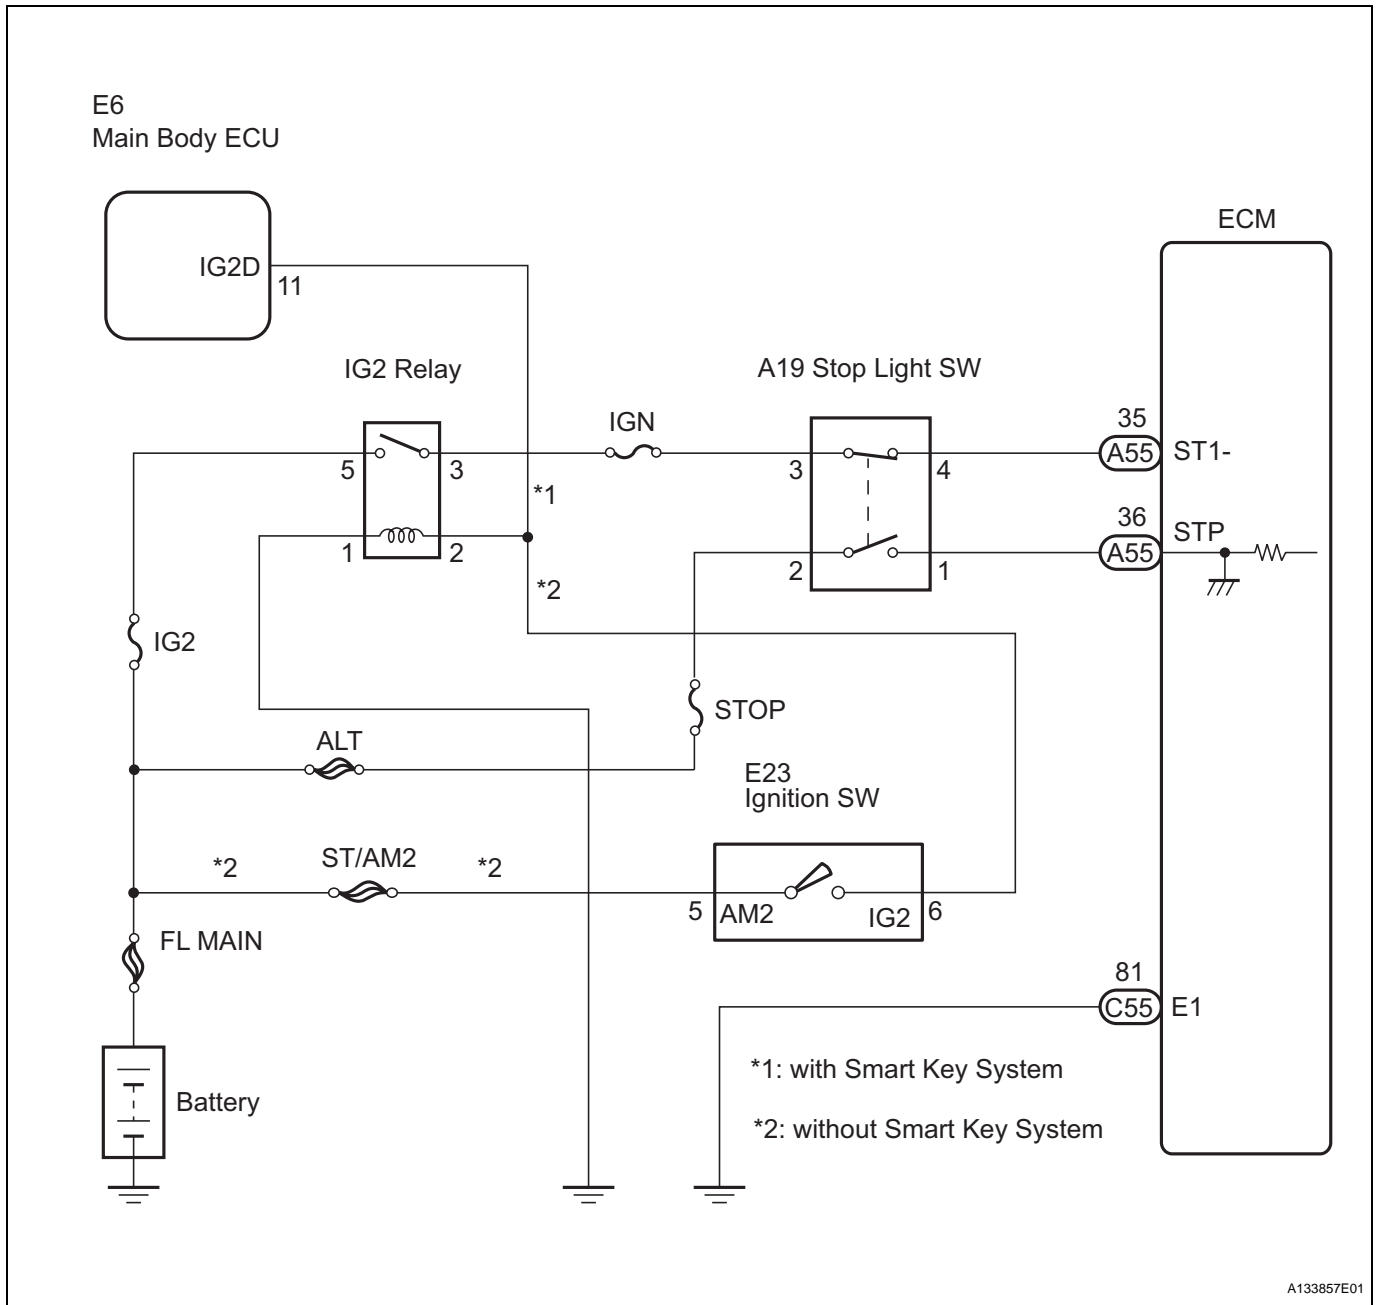 E6
Main Body ECU
IG2D
11
ECM
IG2 Relay
A19 Stop Light SW
IGN
35
5
3
3
4
A55
ST1-
*1
36
STP
1
2
2
1
A55
*2
IG2
STOP
ALT
E23
Ignition SW
*2
ST/AM2
*2
5
AM2
IG2
6
FL MAIN
81
C55
E1
*1: with Smart Key System
Battery
*2: without Smart Key System
A133857E01